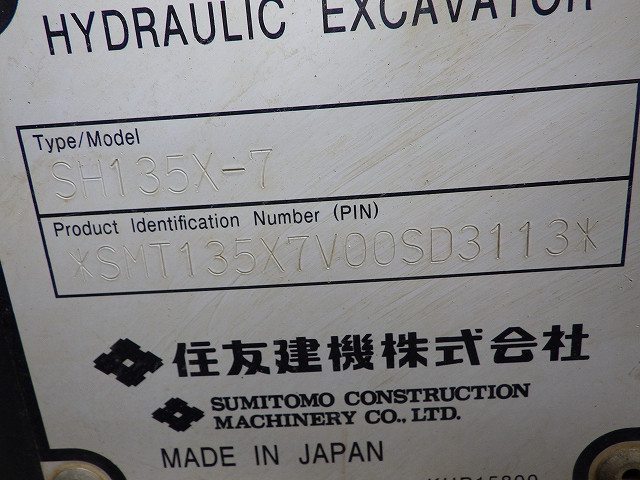 HYDRAULIC EXCAVATOR
Type/Model
SH135X-7
Product Identification Number (PIN)
*SMT135X7V00SD3113*
住友建機株式会社
SUMITOMO CONSTRUCTION
MACHINERY CO., LTD.
MADE IN JAPAN